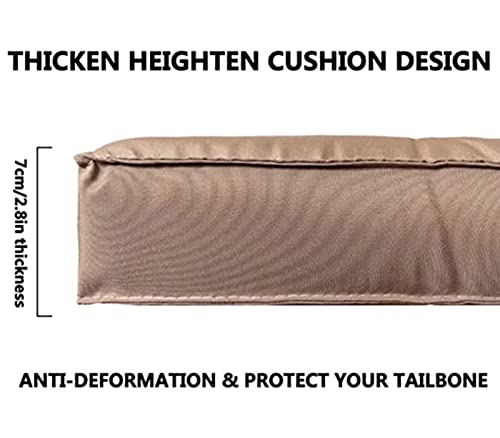 THICKEN HEIGHTEN CUSHION DESIGN
7cm/2.8in thickness
ANTI-DEFORMATION & PROTECT YOUR TAILBONE